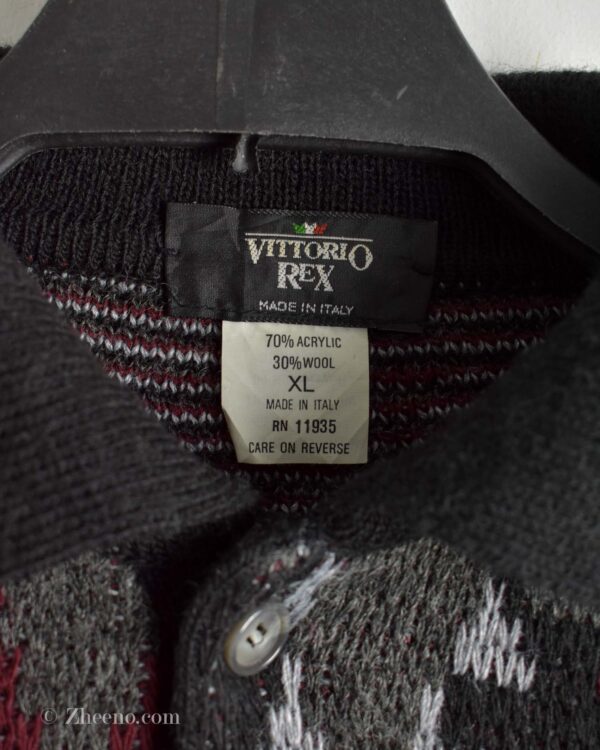 VITTORIO
REX
MADE IN ITALY
70% ACRYLIC
30% WOOL
XL
MADE IN ITALY
RN 11935
CARE ON REVERSE
© Zheeno.com